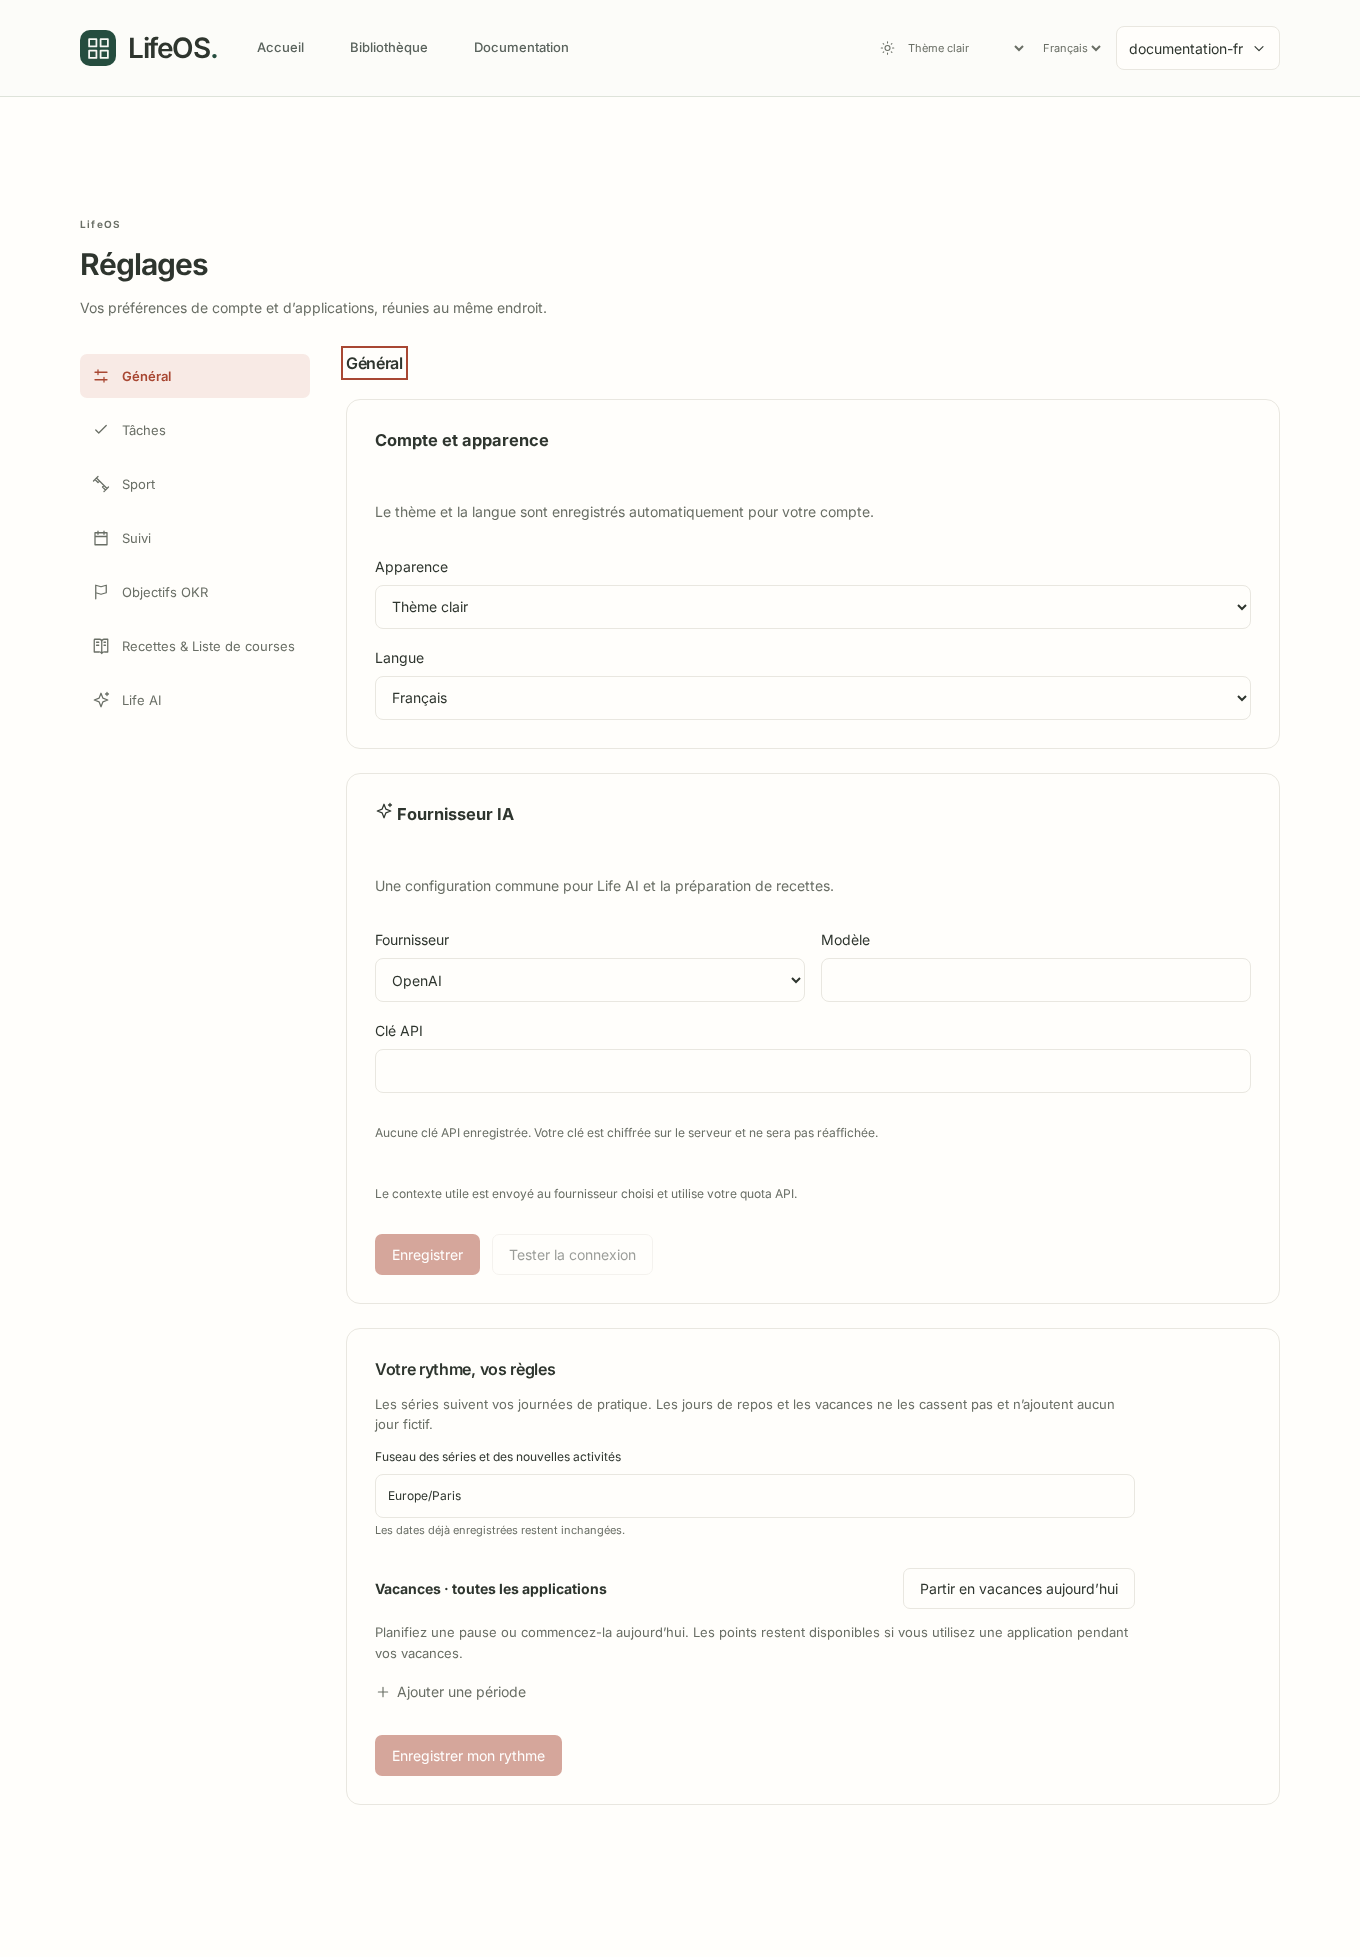 LifeOS.
Accueil
Bibliothèque
Documentation
Thème clair
Français
documentation-fr
LifeOS
Réglages
Vos préférences de compte et d’applications, réunies au même endroit.
Général
Tâches
Sport
Suivi
Objectifs OKR
Recettes & Liste de courses
Life AI
Général
Compte et apparence
Le thème et la langue sont enregistrés automatiquement pour votre compte.
Apparence
Thème clair
Langue
Français
Fournisseur IA
Une configuration commune pour Life AI et la préparation de recettes.
Fournisseur
Modèle
OpenAI
Clé API
Aucune clé API enregistrée. Votre clé est chiffrée sur le serveur et ne sera pas réaffichée.
Le contexte utile est envoyé au fournisseur choisi et utilise votre quota API.
Enregistrer
Tester la connexion
Votre rythme, vos règles
Les séries suivent vos journées de pratique. Les jours de repos et les vacances ne les cassent pas et n’ajoutent aucun
jour fictif.
Fuseau des séries et des nouvelles activités
Europe/Paris
Les dates déjà enregistrées restent inchangées.
Vacances · toutes les applications
Partir en vacances aujourd’hui
Planifiez une pause ou commencez-la aujourd’hui. Les points restent disponibles si vous utilisez une application pendant
vos vacances.
Ajouter une période
Enregistrer mon rythme